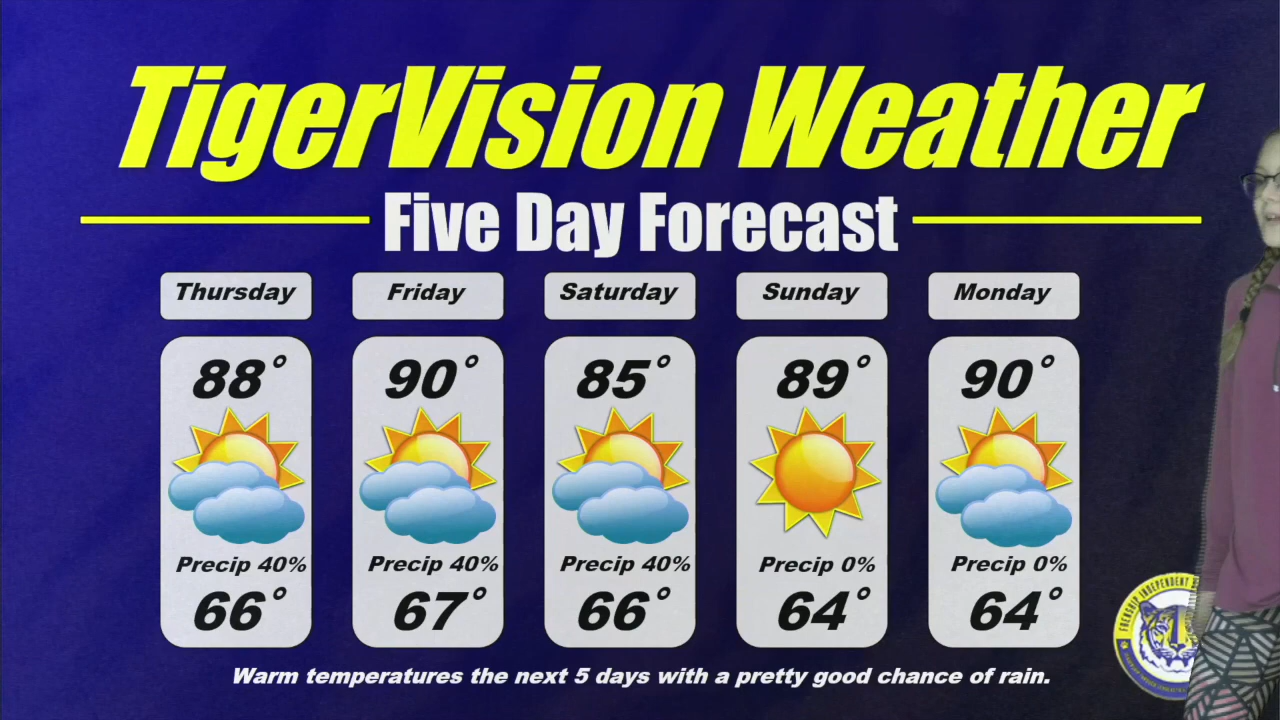 TigerVision Weather
Five Day Forecast
Thursday Friday Saturday Sunday Monday
88° 90° 85° 89° 90°
Precip 40% Precip 40% Precip 40% Precip 0% Precip 0%
66° 67° 66° 64° 64°
Warm temperatures the next 5 days with a pretty good chance of rain.
FRENSHIP INDEPENDENT